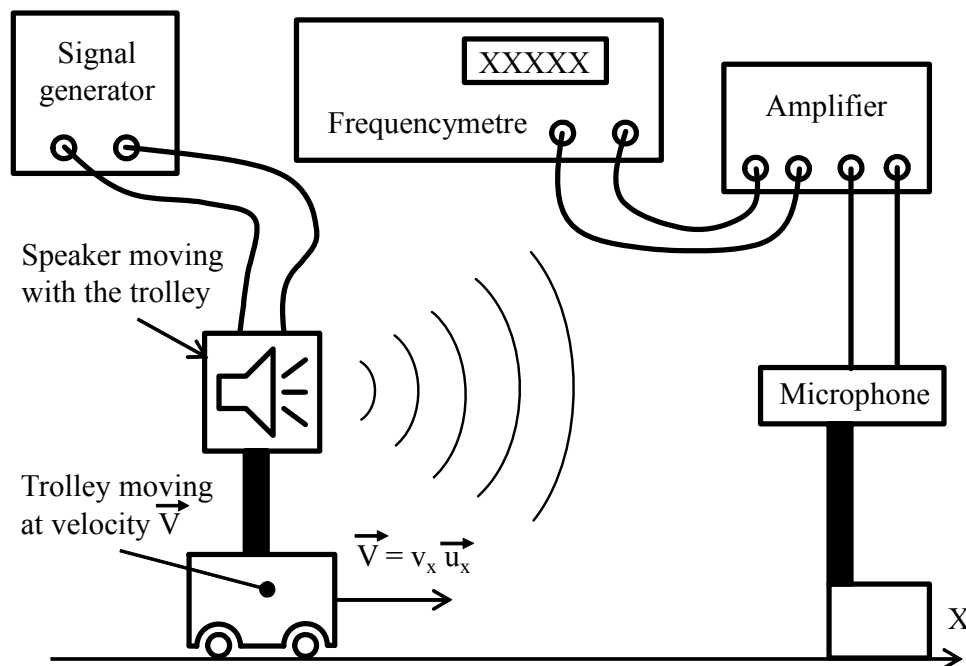 Signal
generator
XXXXX
Frequencymetre
Amplifier
Speaker moving
with the trolley
Microphone
Trolley moving
at velocity V
V = vₓ uₓ
X